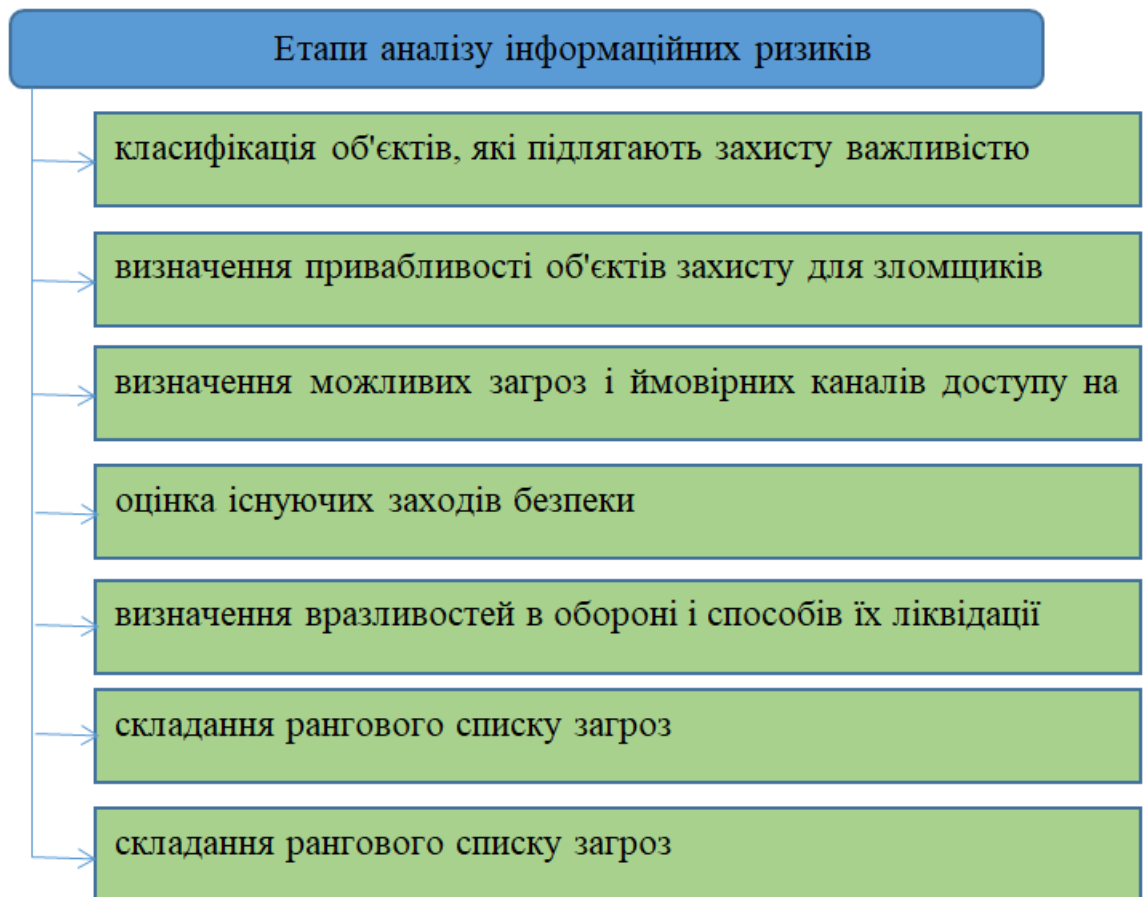 Етапи аналізу інформаційних ризиків
класифікація об'єктів, які підлягають захисту важливістю
визначення привабливості об'єктів захисту для зломщиків
визначення можливих загроз і ймовірних каналів доступу на
оцінка існуючих заходів безпеки
визначення вразливостей в обороні і способів їх ліквідації
складання рангового списку загроз
складання рангового списку загроз